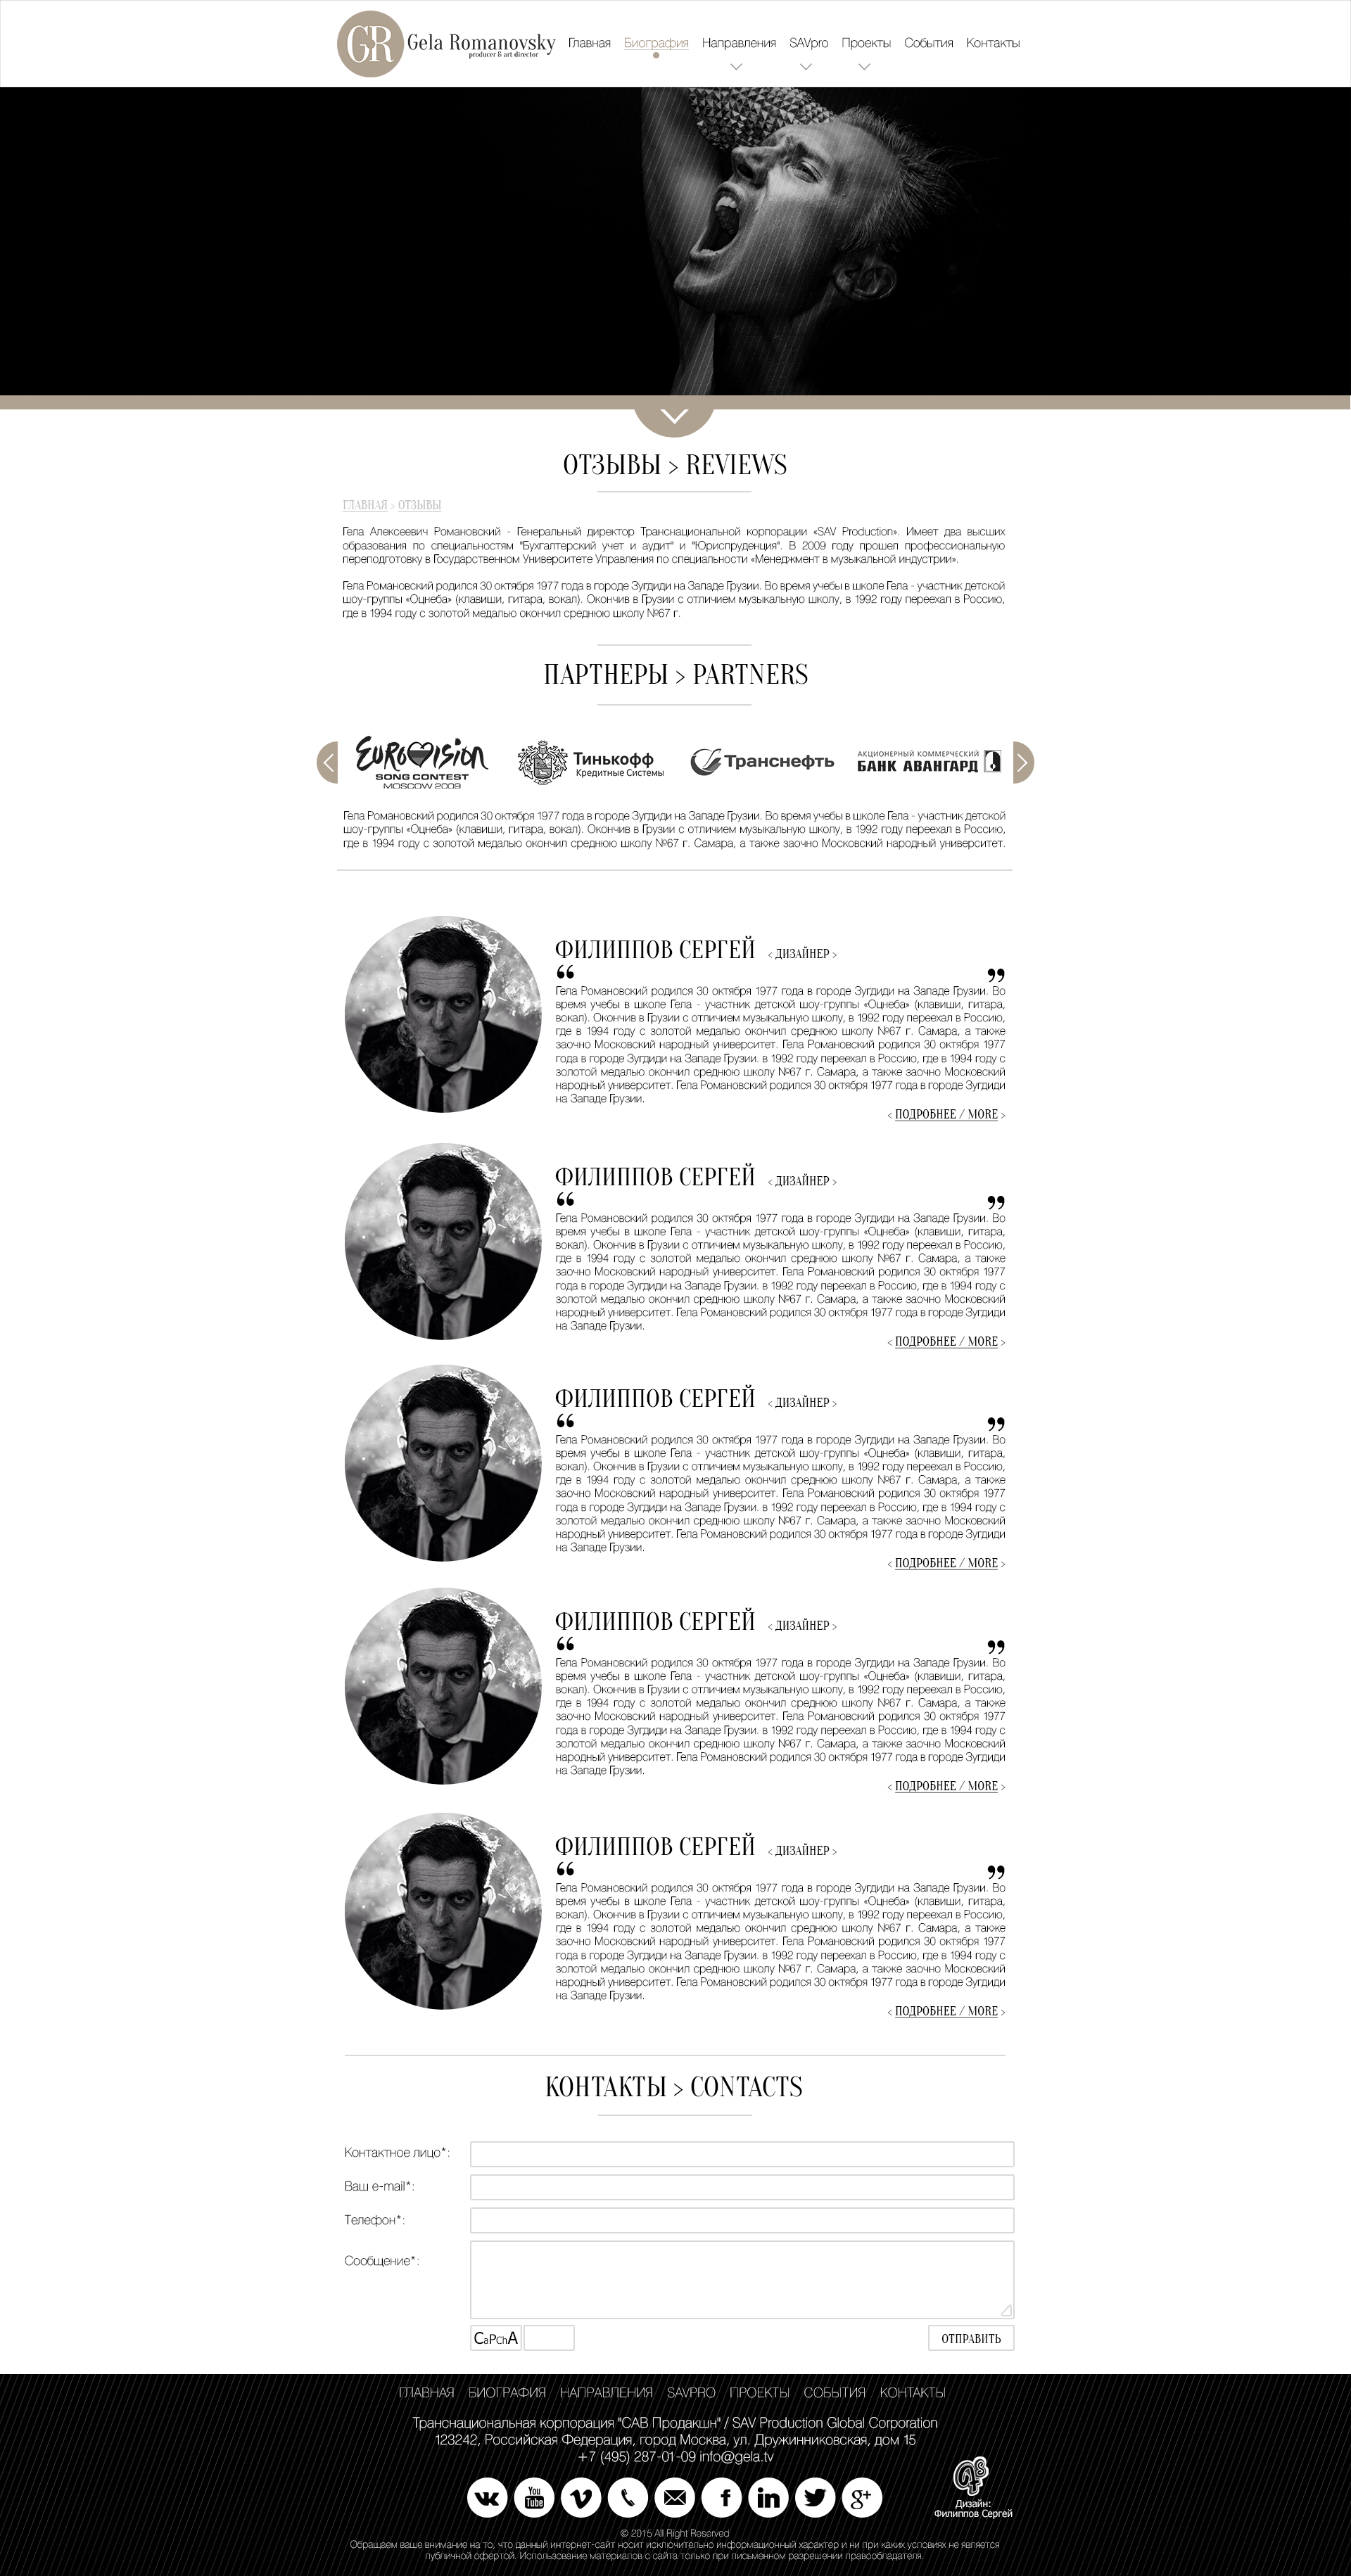 GR Gela Romanovsky
producer & art director
Главная Биография Направления SAVpro Проекты События Контакты
ОТЗЫВЫ > REVIEWS
ГЛАВНАЯ > ОТЗЫВЫ
Гела Алексеевич Романовский - Генеральный директор Транснациональной корпорации «SAV Production». Имеет два высших
образования по специальностям "Бухгалтерский учет и аудит" и "Юриспруденция". В 2009 году прошел профессиональную
переподготовку в Государственном Университете Управления по специальности «Менеджмент в музыкальной индустрии».
Гела Романовский родился 30 октября 1977 года в городе Зугдиди на Западе Грузии. Во время учебы в школе Гела - участник детской
шоу-группы «Оцнеба» (клавиши, гитара, вокал). Окончив в Грузии с отличием музыкальную школу, в 1992 году переехал в Россию,
где в 1994 году с золотой медалью окончил среднюю школу №67 г.
ПАРТНЕРЫ > PARTNERS
EUROVISION
SONG CONTEST
MOSCOW 2009
Тинькофф
Кредитные Системы
Транснефть
АКЦИОНЕРНЫЙ КОММЕРЧЕСКИЙ
БАНК АВАНГАРД
Гела Романовский родился 30 октября 1977 года в городе Зугдиди на Западе Грузии. Во время учебы в школе Гела - участник детской
шоу-группы «Оцнеба» (клавиши, гитара, вокал). Окончив в Грузии с отличием музыкальную школу, в 1992 году переехал в Россию,
где в 1994 году с золотой медалью окончил среднюю школу №67 г. Самара, а также заочно Московский народный университет.
ФИЛИППОВ СЕРГЕЙ < ДИЗАЙНЕР >
“ ”
Гела Романовский родился 30 октября 1977 года в городе Зугдиди на Западе Грузии. Во
время учебы в школе Гела - участник детской шоу-группы «Оцнеба» (клавиши, гитара,
вокал). Окончив в Грузии с отличием музыкальную школу, в 1992 году переехал в Россию,
где в 1994 году с золотой медалью окончил среднюю школу №67 г. Самара, а также
заочно Московский народный университет. Гела Романовский родился 30 октября 1977
года в городе Зугдиди на Западе Грузии. в 1992 году переехал в Россию, где в 1994 году с
золотой медалью окончил среднюю школу №67 г. Самара, а также заочно Московский
народный университет. Гела Романовский родился 30 октября 1977 года в городе Зугдиди
на Западе Грузии.
< ПОДРОБНЕЕ / MORE >
ФИЛИППОВ СЕРГЕЙ < ДИЗАЙНЕР >
“ ”
Гела Романовский родился 30 октября 1977 года в городе Зугдиди на Западе Грузии. Во
время учебы в школе Гела - участник детской шоу-группы «Оцнеба» (клавиши, гитара,
вокал). Окончив в Грузии с отличием музыкальную школу, в 1992 году переехал в Россию,
где в 1994 году с золотой медалью окончил среднюю школу №67 г. Самара, а также
заочно Московский народный университет. Гела Романовский родился 30 октября 1977
года в городе Зугдиди на Западе Грузии. в 1992 году переехал в Россию, где в 1994 году с
золотой медалью окончил среднюю школу №67 г. Самара, а также заочно Московский
народный университет. Гела Романовский родился 30 октября 1977 года в городе Зугдиди
на Западе Грузии.
< ПОДРОБНЕЕ / MORE >
ФИЛИППОВ СЕРГЕЙ < ДИЗАЙНЕР >
“ ”
Гела Романовский родился 30 октября 1977 года в городе Зугдиди на Западе Грузии. Во
время учебы в школе Гела - участник детской шоу-группы «Оцнеба» (клавиши, гитара,
вокал). Окончив в Грузии с отличием музыкальную школу, в 1992 году переехал в Россию,
где в 1994 году с золотой медалью окончил среднюю школу №67 г. Самара, а также
заочно Московский народный университет. Гела Романовский родился 30 октября 1977
года в городе Зугдиди на Западе Грузии. в 1992 году переехал в Россию, где в 1994 году с
золотой медалью окончил среднюю школу №67 г. Самара, а также заочно Московский
народный университет. Гела Романовский родился 30 октября 1977 года в городе Зугдиди
на Западе Грузии.
< ПОДРОБНЕЕ / MORE >
ФИЛИППОВ СЕРГЕЙ < ДИЗАЙНЕР >
“ ”
Гела Романовский родился 30 октября 1977 года в городе Зугдиди на Западе Грузии. Во
время учебы в школе Гела - участник детской шоу-группы «Оцнеба» (клавиши, гитара,
вокал). Окончив в Грузии с отличием музыкальную школу, в 1992 году переехал в Россию,
где в 1994 году с золотой медалью окончил среднюю школу №67 г. Самара, а также
заочно Московский народный университет. Гела Романовский родился 30 октября 1977
года в городе Зугдиди на Западе Грузии. в 1992 году переехал в Россию, где в 1994 году с
золотой медалью окончил среднюю школу №67 г. Самара, а также заочно Московский
народный университет. Гела Романовский родился 30 октября 1977 года в городе Зугдиди
на Западе Грузии.
< ПОДРОБНЕЕ / MORE >
ФИЛИППОВ СЕРГЕЙ < ДИЗАЙНЕР >
“ ”
Гела Романовский родился 30 октября 1977 года в городе Зугдиди на Западе Грузии. Во
время учебы в школе Гела - участник детской шоу-группы «Оцнеба» (клавиши, гитара,
вокал). Окончив в Грузии с отличием музыкальную школу, в 1992 году переехал в Россию,
где в 1994 году с золотой медалью окончил среднюю школу №67 г. Самара, а также
заочно Московский народный университет. Гела Романовский родился 30 октября 1977
года в городе Зугдиди на Западе Грузии. в 1992 году переехал в Россию, где в 1994 году с
золотой медалью окончил среднюю школу №67 г. Самара, а также заочно Московский
народный университет. Гела Романовский родился 30 октября 1977 года в городе Зугдиди
на Западе Грузии.
< ПОДРОБНЕЕ / MORE >
КОНТАКТЫ > CONTACTS
Контактное лицо*:
Ваш e-mail*:
Телефон*:
Сообщение*:
CaPChA
ОТПРАВИТЬ
ГЛАВНАЯ БИОГРАФИЯ НАПРАВЛЕНИЯ SAVPRO ПРОЕКТЫ СОБЫТИЯ КОНТАКТЫ
Транснациональная корпорация "САВ Продакшн" / SAV Production Global Corporation
123242, Российская Федерация, город Москва, ул. Дружинниковская, дом 15
+7 (495) 287-01-09 info@gela.tv
You
Tube
g+
Дизайн:
Филиппов Сергей
© 2015 All Right Reserved
Обращаем ваше внимание на то, что данный интернет-сайт носит исключительно информационный характер и ни при каких условиях не является
публичной офертой. Использование материалов с сайта только при письменном разрешении правообладателя.